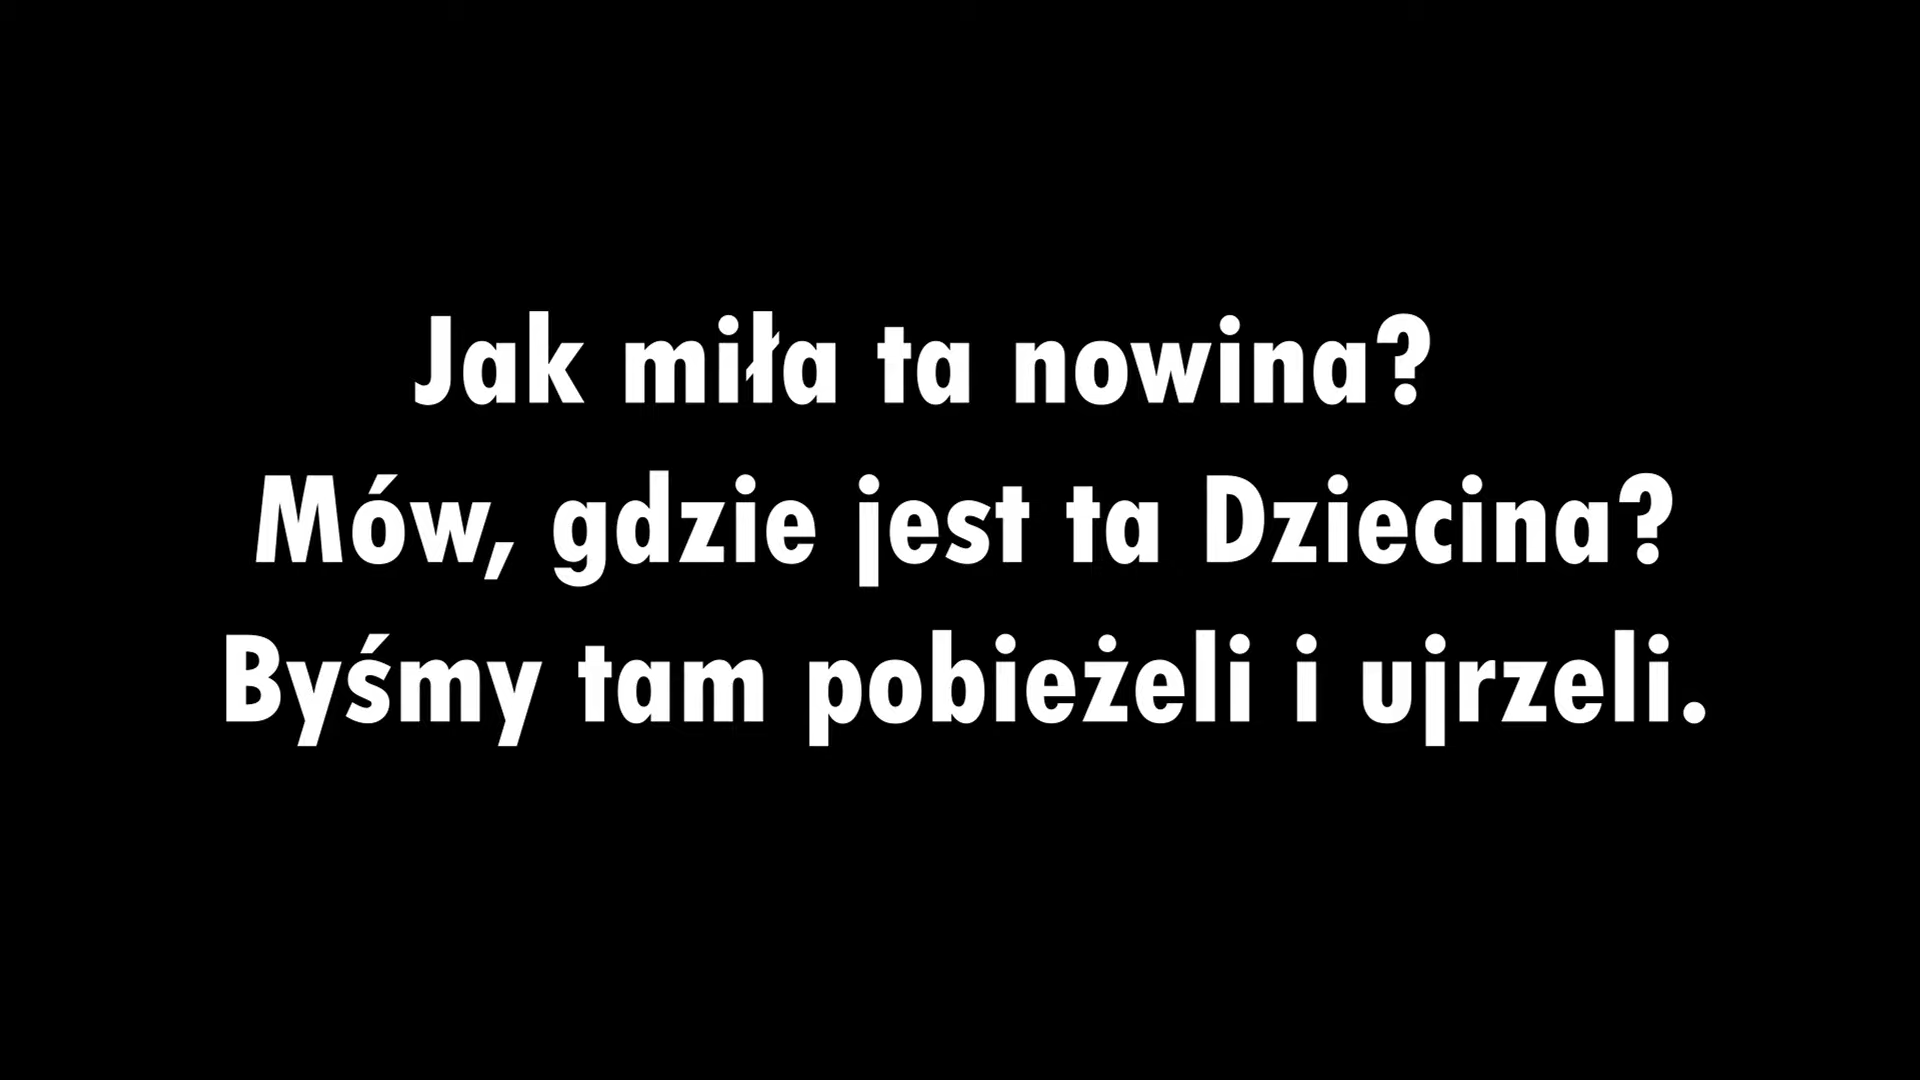 Jak miła ta nowina?
Mów, gdzie jest ta Dziecina?
Byśmy tam pobieżeli i ujrzeli.